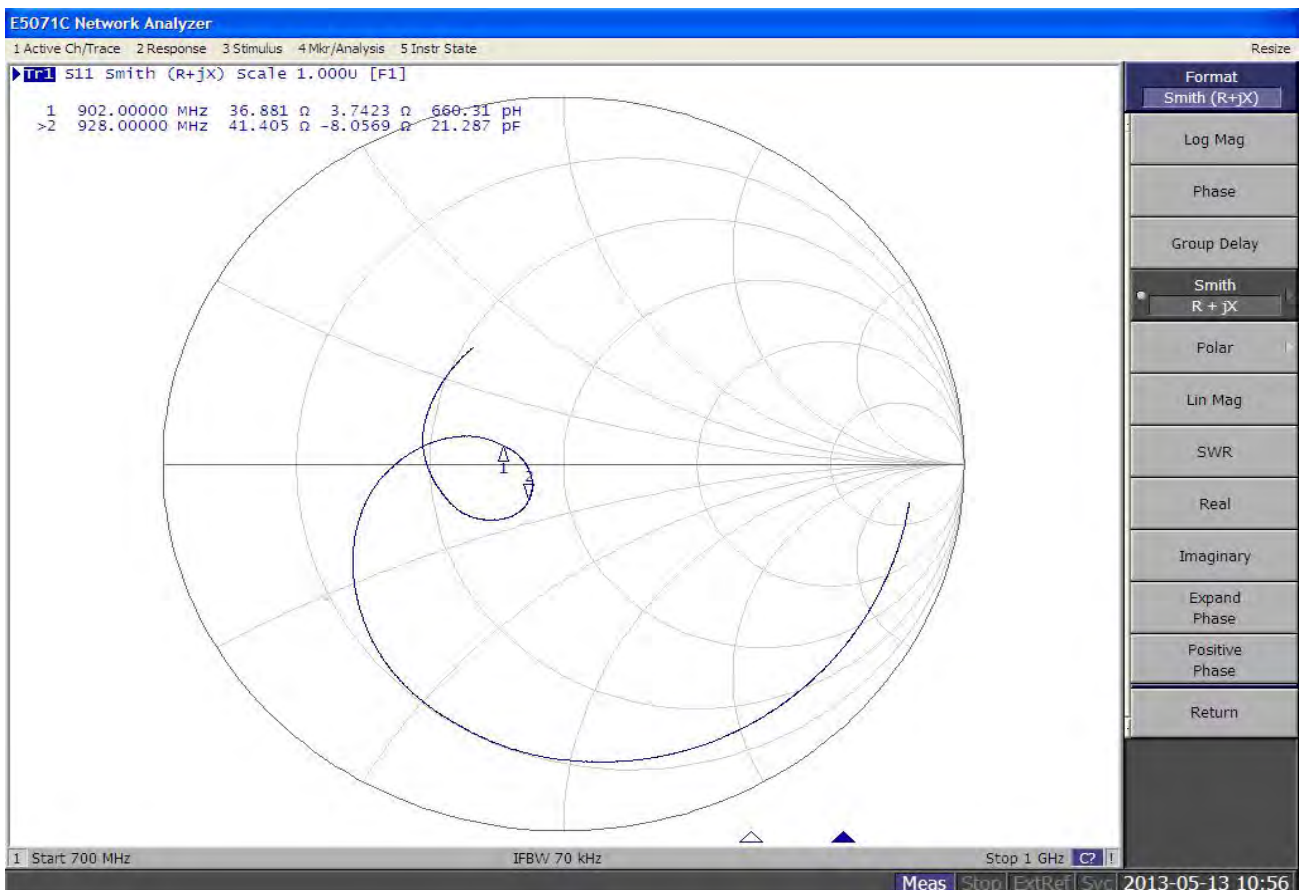 E5071C Network Analyzer
1 Active Ch/Trace 2 Response 3 Stimulus 4 Mkr/Analysis 5 Instr State
Resize
Tr1 S11 Smith (R+jX) Scale 1.000U [F1]
1 902.00000 MHz 36.881 Ω 3.7423 Ω 660.31 pH
>2 928.00000 MHz 41.405 Ω -8.0569 Ω 21.287 pF
1
2
Format
Smith (R+jX)
Log Mag
Phase
Group Delay
Smith
R + jX
Polar
Lin Mag
SWR
Real
Imaginary
Expand
Phase
Positive
Phase
Return
1 Start 700 MHz
IFBW 70 kHz
Stop 1 GHz C? !
Meas Stop ExtRef Svc 2013-05-13 10:56